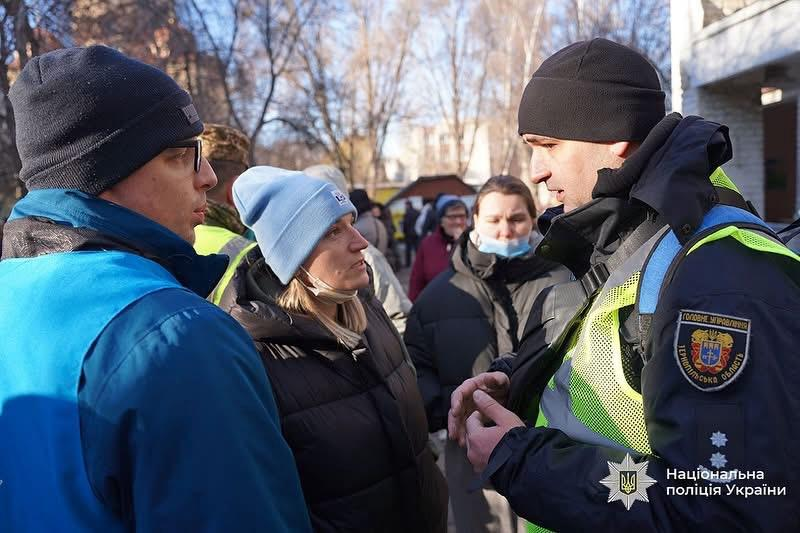 ГОЛОВНЕ УПРАВЛІННЯ
ТЕРНОПІЛЬСЬКА ОБЛАСТЬ
Національна
поліція України